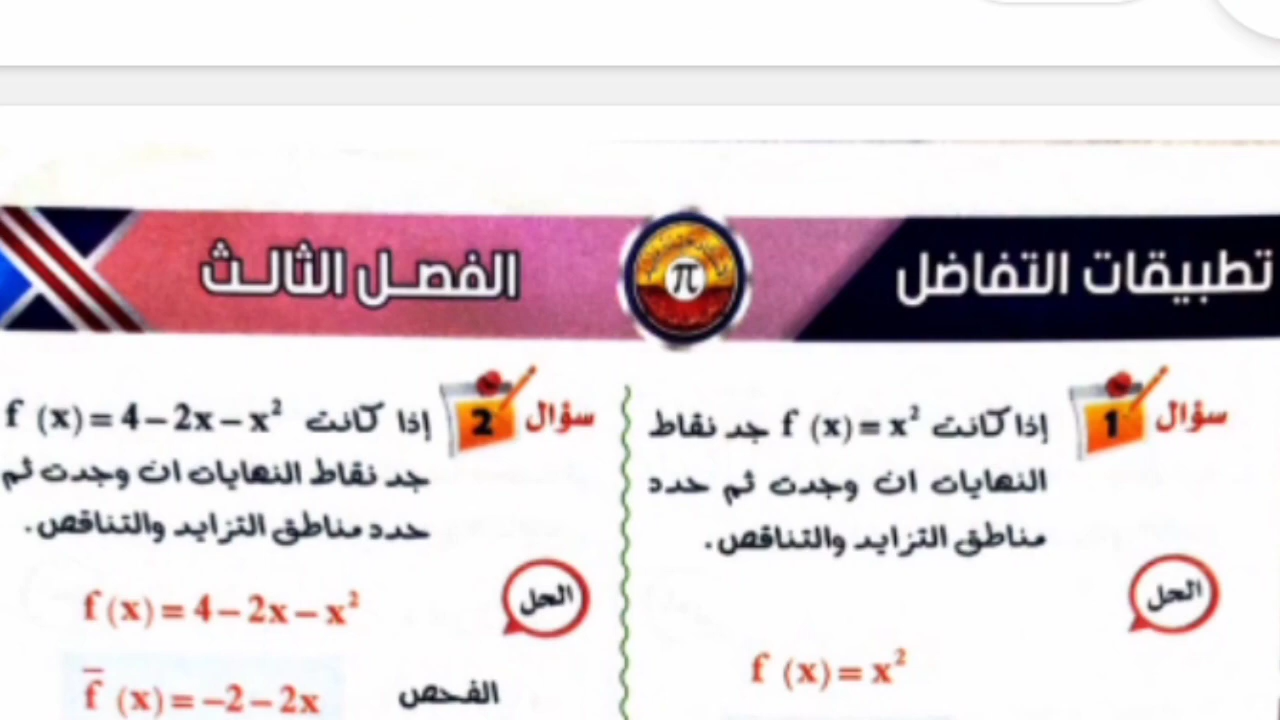 تطبيقات التفاضل
π
الفصل الثالث
سؤال 1 إذا كانت f (x) = x² جد نقاط
النهايات ان وجدت ثم حدد
مناطق التزايد والتناقص.
الحل
f (x) = x²
سؤال 2 إذا كانت f (x) = 4 – 2x – x²
جد نقاط النهايات ان وجدت ثم
حدد مناطق التزايد والتناقص.
الحل
f (x) = 4 – 2x – x²
الفحص f̅ (x) = –2 – 2x